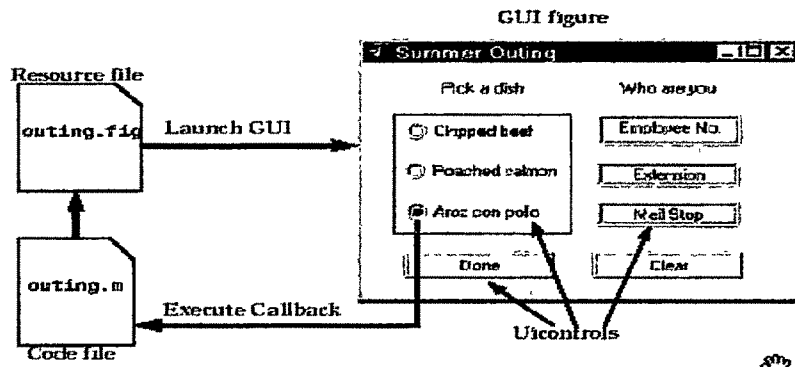 GUI figure
Resource file
outing.fig
Launch GUI
Summer Outing
Pick a dish
Who are you
Chipped beef
Employee No.
Poached salmon
Extension
Aroz con pollo
Mail Stop
Done
Clear
outing.m
Execute Callback
Uicontrols
Code file